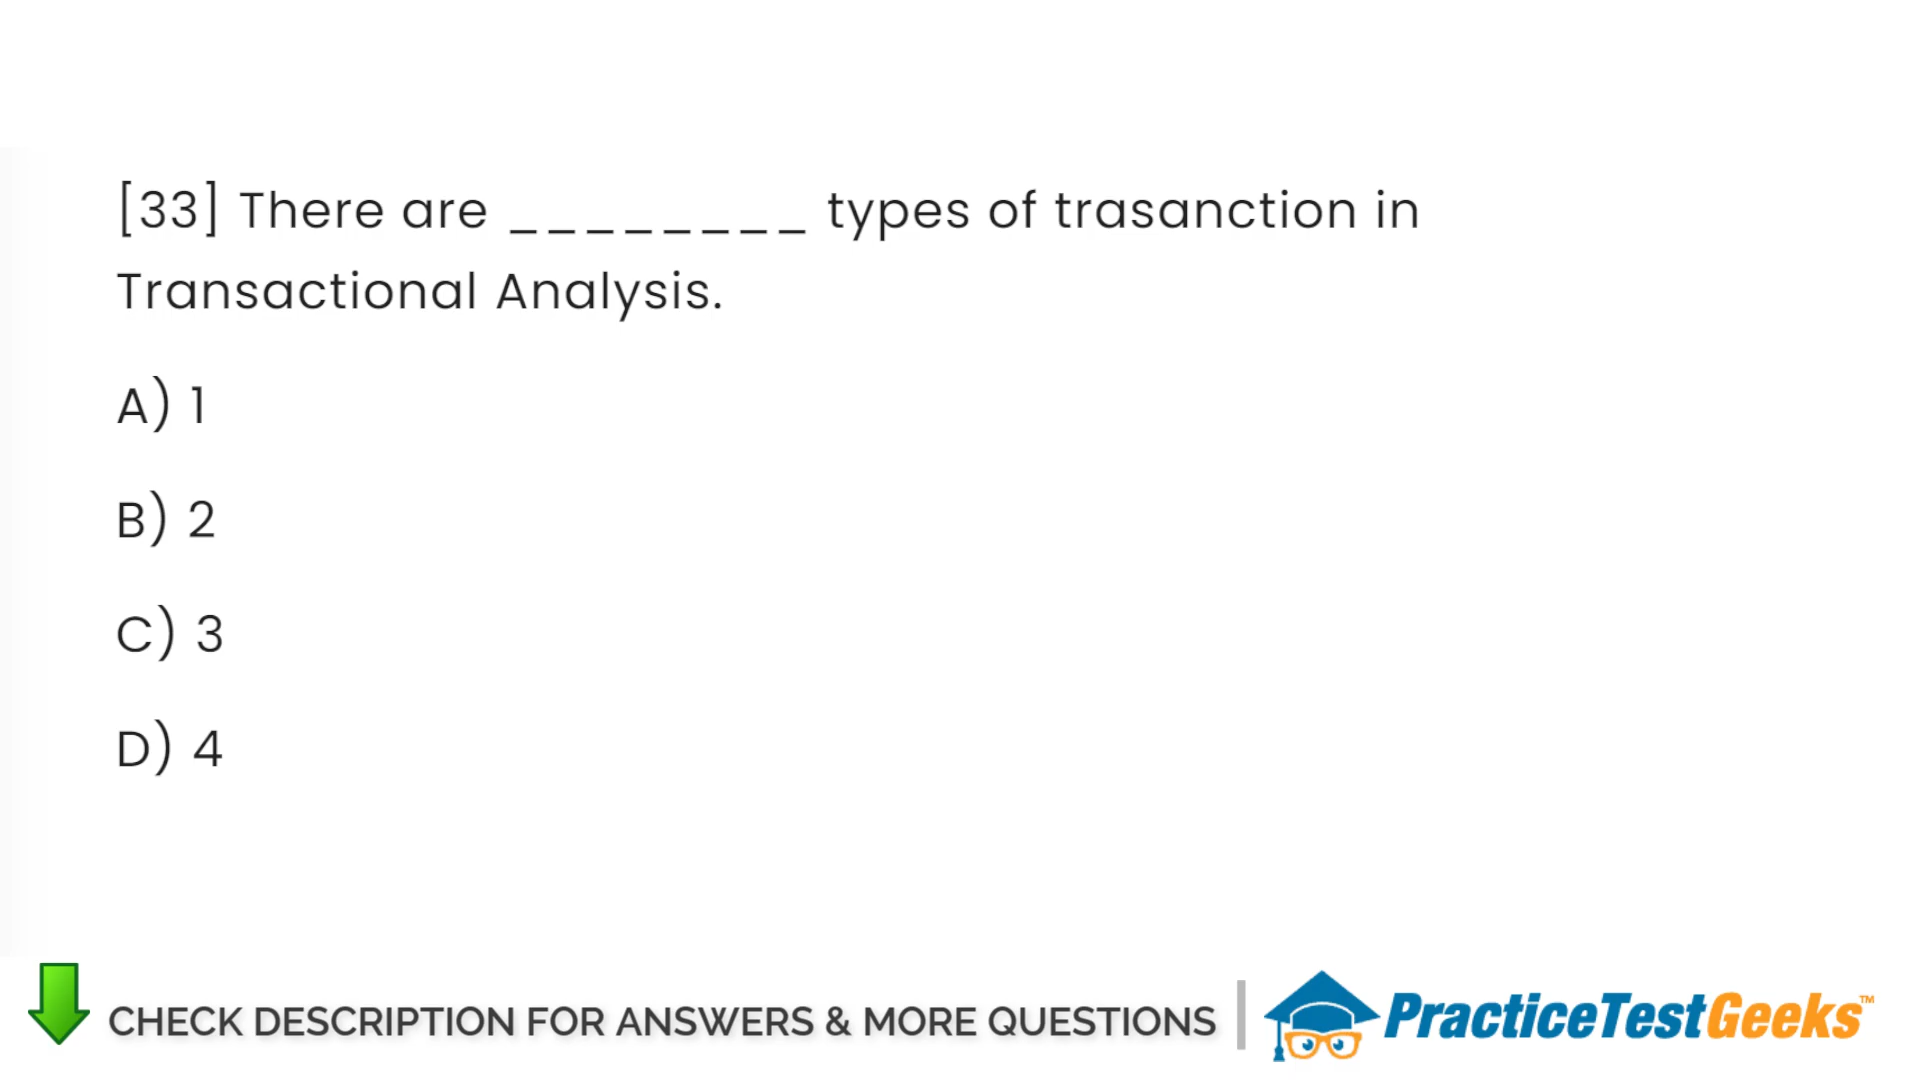 [33] There are ________ types of trasanction in
Transactional Analysis.
A) 1
B) 2
C) 3
D) 4
CHECK DESCRIPTION FOR ANSWERS & MORE QUESTIONS
PracticeTestGeeks™